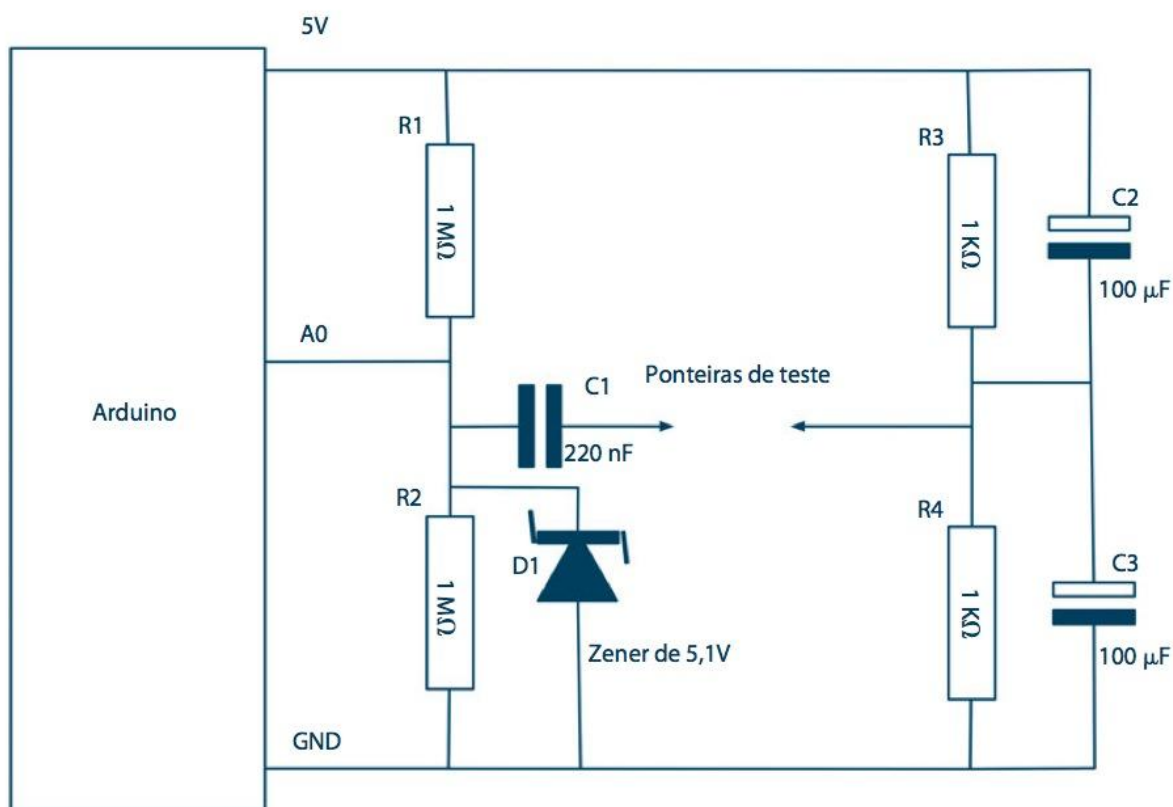 5V
R1
1 MΩ
R3
1 KΩ
C2
100 μF
A0
Arduino
C1
220 nF
Ponteiras de teste
R2
1 MΩ
D1
Zener de 5,1V
R4
1 KΩ
C3
100 μF
GND